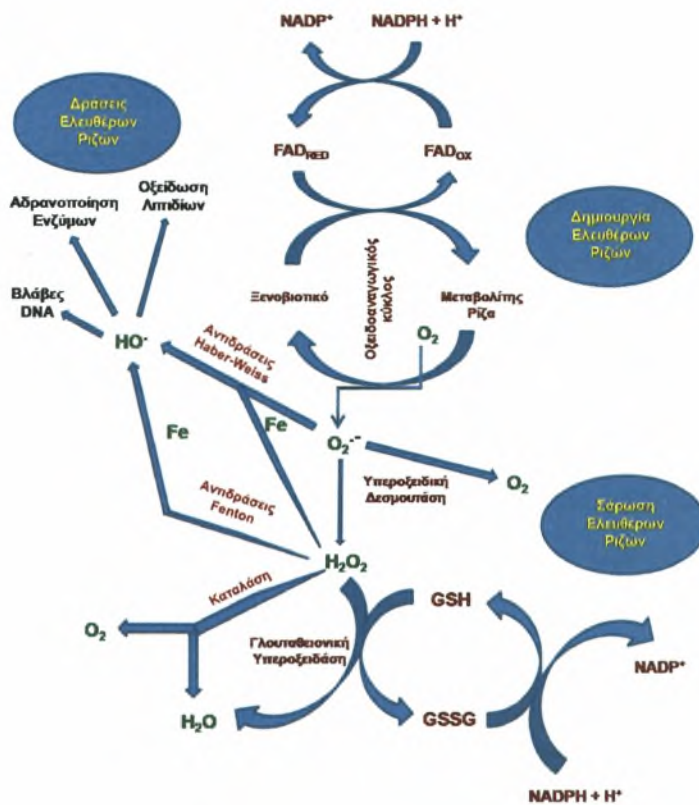 NADP⁺ NADPH + H⁺
Δράσεις
Ελευθέρων
Ριζών
FAD_RED FAD_OX
Αδρανοποίηση
Ενζύμων
Οξείδωση
Λιπιδίων
Δημιουργία
Ελευθέρων
Ριζών
Ξενοβιοτικό
Οξειδοαναγωγικός
κύκλος
Μεταβολίτης
Ρίζα
O₂
Βλάβες
DNA
HO·
Αντιδράσεις
Haber-Weiss
Fe
Fe
O₂·⁻
Υπεροξειδική
Δεσμουτάση
O₂
Αντιδράσεις
Fenton
Σάρωση
Ελευθέρων
Ριζών
H₂O₂
Καταλάση
O₂
H₂O
Γλουταθειονική
Υπεροξειδάση
GSH
GSSG
NADP⁺
NADPH + H⁺